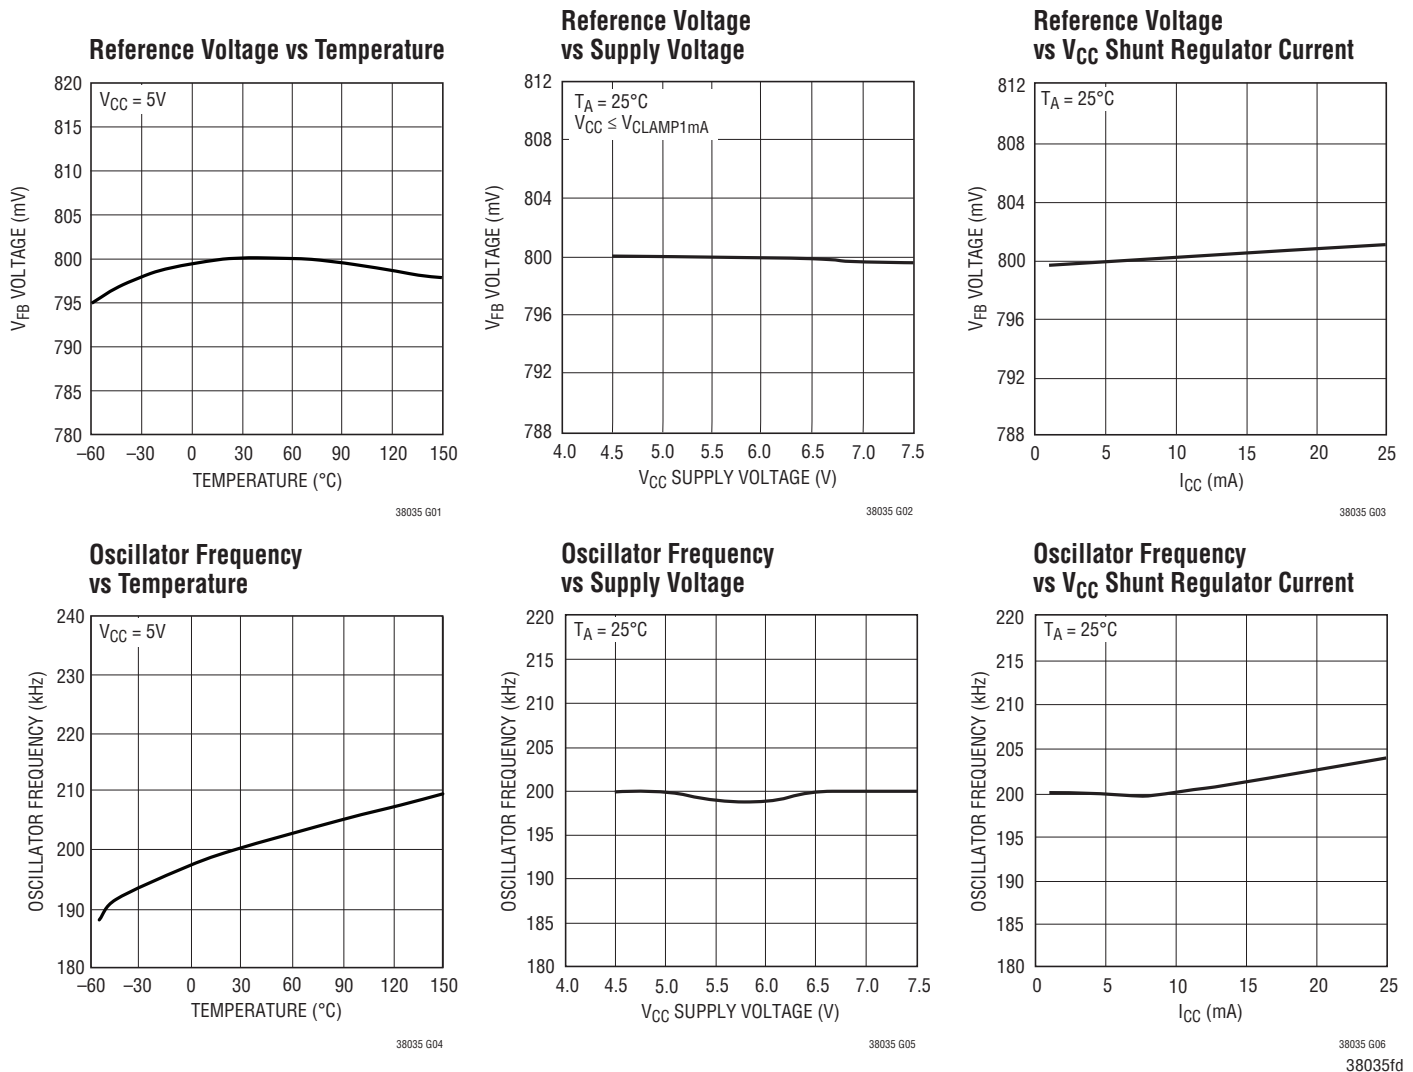 Reference Voltage vs Temperature
820
815
810
805
800
795
790
785
780
VCC = 5V
VFB VOLTAGE (mV)
–60 –30 0 30 60 90 120 150
TEMPERATURE (°C)
38035 G01
Reference Voltage
vs Supply Voltage
812
808
804
800
796
792
788
TA = 25°C
VCC ≤ VCLAMP1mA
VFB VOLTAGE (mV)
4.0 4.5 5.0 5.5 6.0 6.5 7.0 7.5
VCC SUPPLY VOLTAGE (V)
38035 G02
Reference Voltage
vs VCC Shunt Regulator Current
812
808
804
800
796
792
788
TA = 25°C
VFB VOLTAGE (mV)
0 5 10 15 20 25
ICC (mA)
38035 G03
Oscillator Frequency
vs Temperature
240
230
220
210
200
190
180
VCC = 5V
OSCILLATOR FREQUENCY (kHz)
–60 –30 0 30 60 90 120 150
TEMPERATURE (°C)
38035 G04
Oscillator Frequency
vs Supply Voltage
220
215
210
205
200
195
190
185
180
TA = 25°C
OSCILLATOR FREQUENCY (kHz)
4.0 4.5 5.0 5.5 6.0 6.5 7.0 7.5
VCC SUPPLY VOLTAGE (V)
38035 G05
Oscillator Frequency
vs VCC Shunt Regulator Current
220
215
210
205
200
195
190
185
180
TA = 25°C
OSCILLATOR FREQUENCY (kHz)
0 5 10 15 20 25
ICC (mA)
38035 G06
38035fd